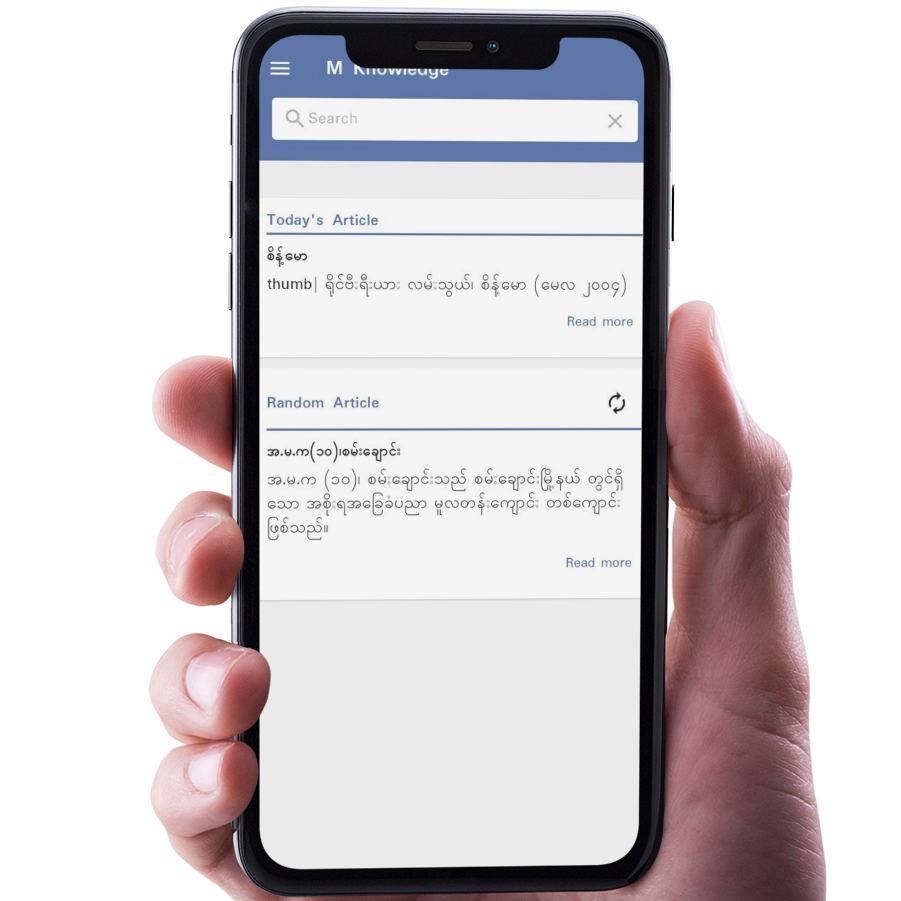 M Knowledge
Search
Today's Article
စိန့်မော
thumb| ရိုင်ဗီးရီးယား လမ်းသွယ်၊ စိန့်မော (မေလ ၂၀၀၄)
Read more
Random Article
အ.မ.က(၁၀)၊စမ်းချောင်း
အ.မ.က (၁၀)၊ စမ်းချောင်းသည် စမ်းချောင်းမြို့နယ် တွင်ရှိ
သော အစိုးရအခြေခံပညာ မူလတန်းကျောင်း တစ်ကျောင်း
ဖြစ်သည်။
Read more